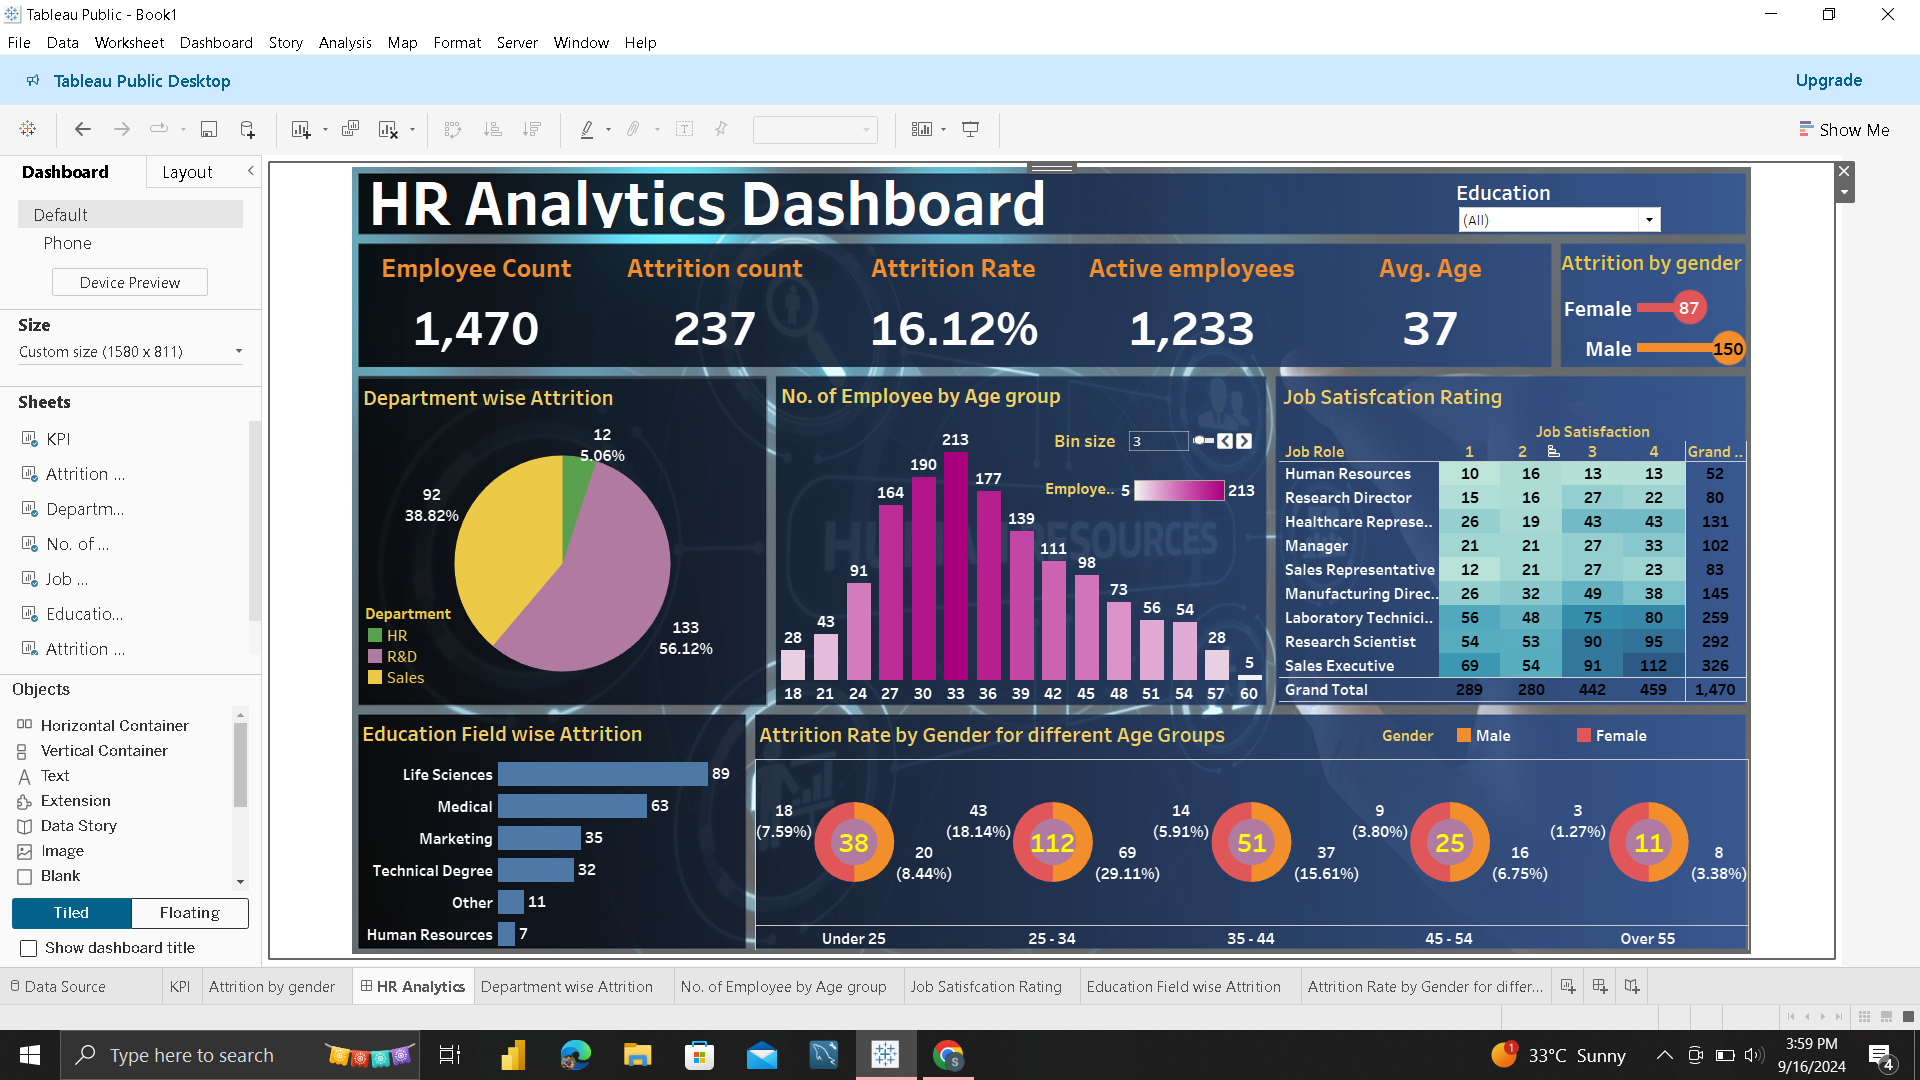 Tableau Public - Book1
File Data Worksheet Dashboard Story Analysis Map Format Server Window Help
Tableau Public Desktop
Upgrade
Show Me
Dashboard Layout
Default
Phone
Device Preview
Size
Custom size (1580 x 811)
Sheets
KPI
Attrition ...
Departm...
No. of ...
Job ...
Educatio...
Attrition ...
Objects
Horizontal Container
Vertical Container
Text
Extension
Data Story
Image
Blank
Tiled Floating
Show dashboard title
HR Analytics Dashboard
Education
(All)
Employee Count Attrition count Attrition Rate Active employees Avg. Age
1,470 237 16.12% 1,233 37
Attrition by gender
Female 87
Male 150
Department wise Attrition
12
5.06%
92
38.82%
133
56.12%
Department
HR
R&D
Sales
No. of Employee by Age group
Bin size 3
Employe.. 5 213
28 43 91 164 190 213 177 139 111 98 73 56 54 28 5
18 21 24 27 30 33 36 39 42 45 48 51 54 57 60
HUMAN RESOURCES
Job Satisfcation Rating
Job Satisfaction
Job Role 1 2 3 4 Grand ..
Human Resources 10 16 13 13 52
Research Director 15 16 27 22 80
Healthcare Represe.. 26 19 43 43 131
Manager 21 21 27 33 102
Sales Representative 12 21 27 23 83
Manufacturing Direc.. 26 32 49 38 145
Laboratory Technici.. 56 48 75 80 259
Research Scientist 54 53 90 95 292
Sales Executive 69 54 91 112 326
Grand Total 289 280 442 459 1,470
Education Field wise Attrition
Life Sciences 89
Medical 63
Marketing 35
Technical Degree 32
Other 11
Human Resources 7
Attrition Rate by Gender for different Age Groups
Gender Male Female
18
(7.59%)
38
20
(8.44%)
43
(18.14%)
112
69
(29.11%)
14
(5.91%)
51
37
(15.61%)
9
(3.80%)
25
16
(6.75%)
3
(1.27%)
11
8
(3.38%)
Under 25 25 - 34 35 - 44 45 - 54 Over 55
Data Source KPI Attrition by gender HR Analytics Department wise Attrition No. of Employee by Age group Job Satisfcation Rating Education Field wise Attrition Attrition Rate by Gender for differ...
Type here to search
1
33°C Sunny
3:59 PM
9/16/2024
4